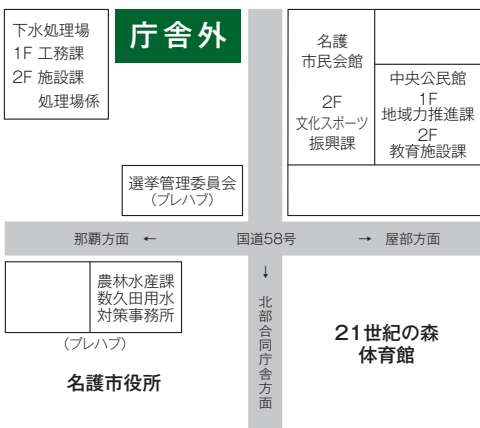 庁舎外
下水処理場
1F 工務課
2F 施設課
処理場係
名護
市民会館
2F
文化スポーツ
振興課
中央公民館
1F
地域力推進課
2F
教育施設課
選挙管理委員会
(プレハブ)
那覇方面 ←
国道58号
→ 屋部方面
農林水産課
数久田用水
対策事務所
(プレハブ)
名護市役所
↓
北部合同庁舎方面
21世紀の森
体育館